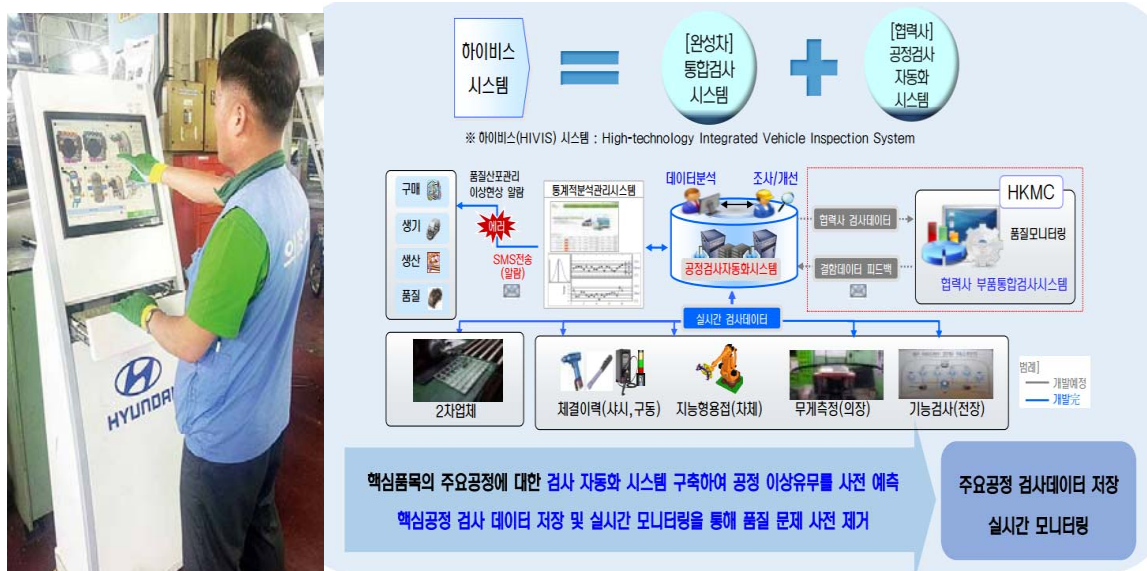 HYUNDAI
하이비스
시스템
[완성차]
통합검사
시스템
[협력사]
공정검사
자동화
시스템
※ 하이비스(HIVIS) 시스템 : High-technology Integrated Vehicle Inspection System
구매
생기
생산
품질
품질산포관리
이상현상 알람
에러
SMS전송
(알람)
통계적분석관리시스템
데이터분석
조사/개선
공정검사자동화시스템
협력사 검사데이터
결함데이터 피드백
HKMC
품질모니터링
협력사 부품통합검사시스템
실시간 검사데이터
2차업체
체결이력(샤시,구동)
지능형용접(차체)
무게측정(의장)
기능검사(전장)
범례]
개발예정
개발完
핵심품목의 주요공정에 대한 검사 자동화 시스템 구축하여 공정 이상유무를 사전 예측
핵심공정 검사 데이터 저장 및 실시간 모니터링을 통해 품질 문제 사전 제거
주요공정 검사데이터 저장
실시간 모니터링